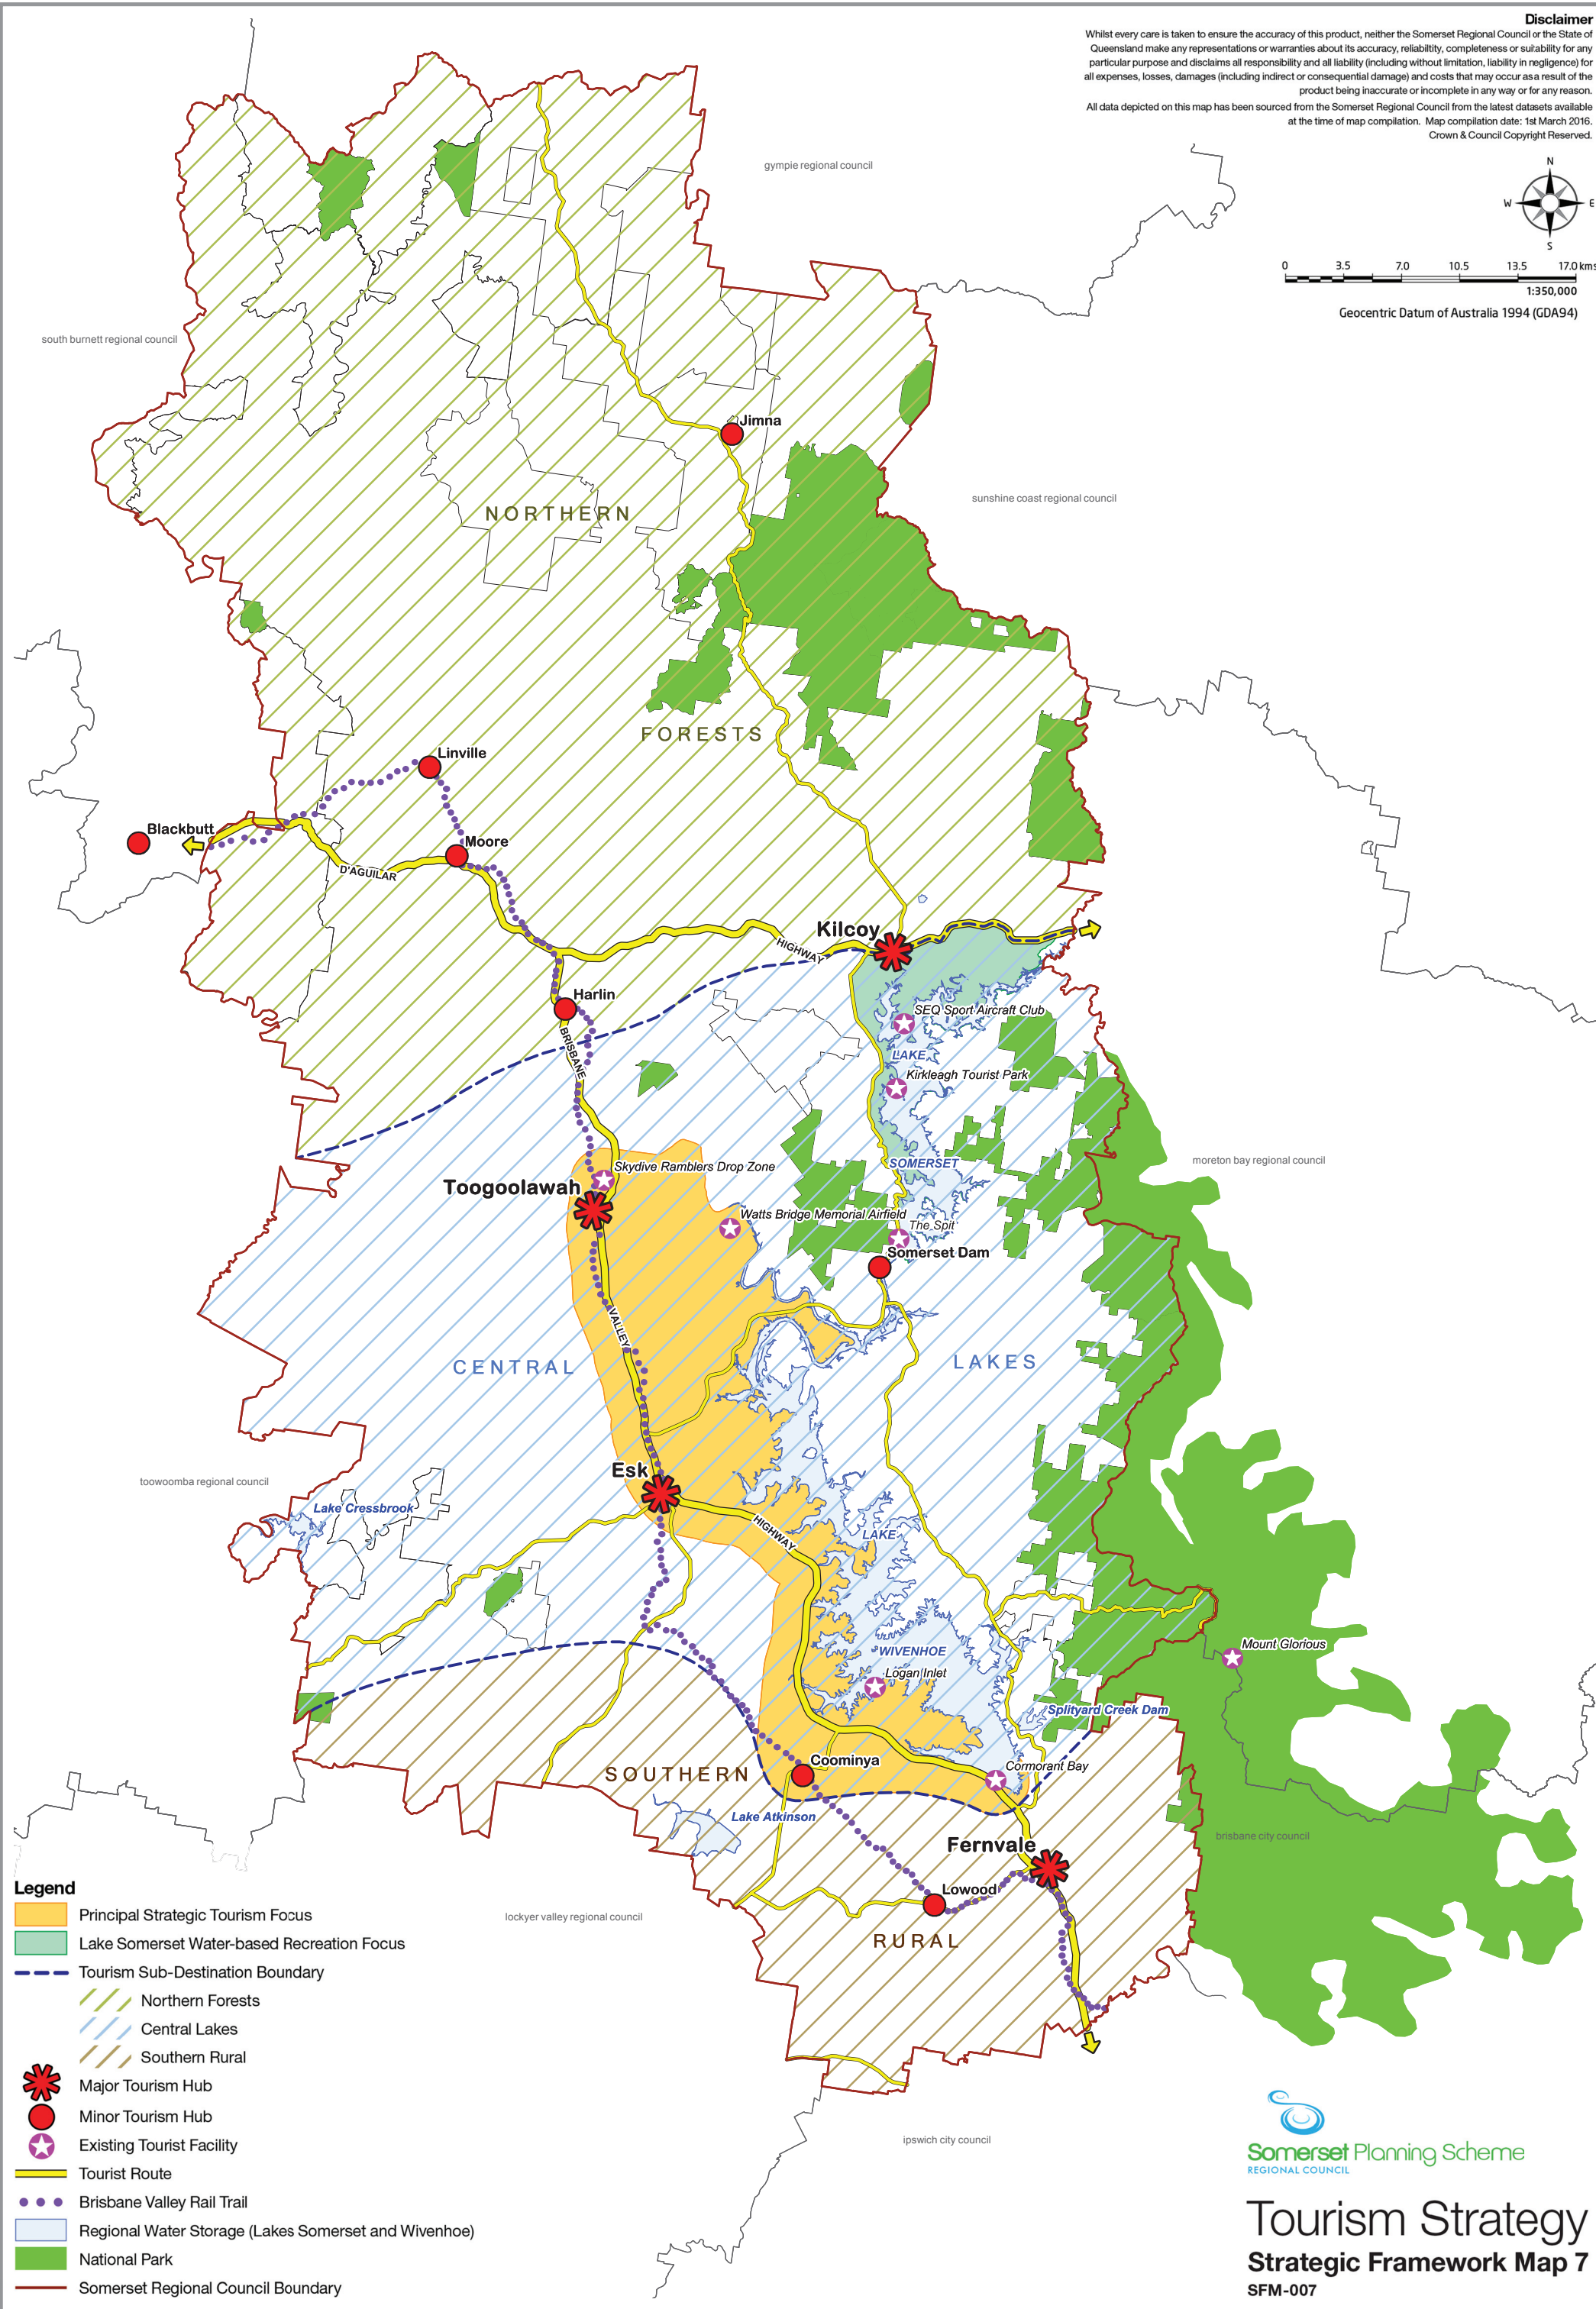 Disclaimer
Whilst every care is taken to ensure the accuracy of this product, neither the Somerset Regional Council or the State of
Queensland make any representations or warranties about its accuracy, reliabiltity, completeness or suitability for any
particular purpose and disclaims all responsibility and all liability (including without limitation, liability in negligence) for
all expenses, losses, damages (including indirect or consequential damage) and costs that may occur as a result of the
product being inaccurate or incomplete in any way or for any reason.
All data depicted on this map has been sourced from the Somerset Regional Council from the latest datasets available
at the time of map compilation. Map compilation date: 1st March 2016.
Crown & Council Copyright Reserved.
N
W
E
S
0 3.5 7.0 10.5 13.5 17.0 kms
1:350,000
Geocentric Datum of Australia 1994 (GDA94)
gympie regional council
south burnett regional council
Jimna
sunshine coast regional council
NORTHERN
FORESTS
Linville
Blackbutt
Moore
D'AGUILAR
Kilcoy
HIGHWAY
Harlin
SEQ Sport Aircraft Club
BRISBANE
LAKE
Kirkleagh Tourist Park
SOMERSET
moreton bay regional council
Skydive Ramblers Drop Zone
Toogoolawah
Watts Bridge Memorial Airfield
The Spit
Somerset Dam
VALLEY
CENTRAL
LAKES
Esk
toowoomba regional council
Lake Cressbrook
HIGHWAY
LAKE
WIVENHOE
Mount Glorious
Logan Inlet
Splityard Creek Dam
SOUTHERN
Coominya
Cormorant Bay
Lake Atkinson
brisbane city council
Fernvale
Lowood
lockyer valley regional council
RURAL
ipswich city council
Legend
Principal Strategic Tourism Focus
Lake Somerset Water-based Recreation Focus
Tourism Sub-Destination Boundary
Northern Forests
Central Lakes
Southern Rural
Major Tourism Hub
Minor Tourism Hub
Existing Tourist Facility
Tourist Route
Brisbane Valley Rail Trail
Regional Water Storage (Lakes Somerset and Wivenhoe)
National Park
Somerset Regional Council Boundary
Somerset Planning Scheme
REGIONAL COUNCIL
Tourism Strategy
Strategic Framework Map 7
SFM-007